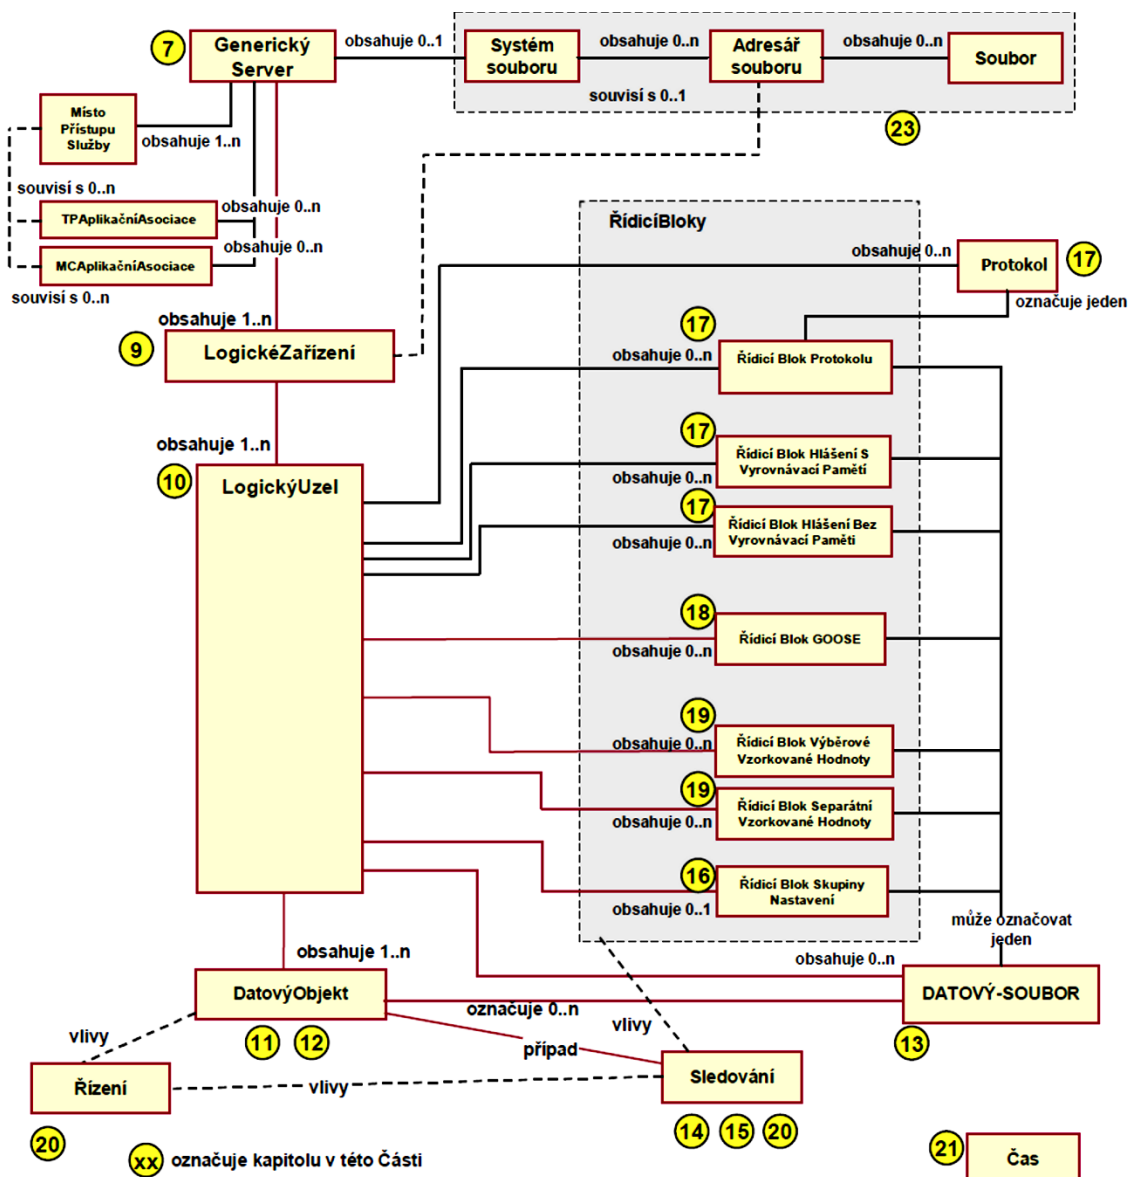 7
Generický
Server
obsahuje 0..1
Systém
souboru
obsahuje 0..n
Adresář
souboru
obsahuje 0..n
Soubor
souvisí s 0..1
23
Místo
Přístupu
Služby
obsahuje 1..n
souvisí s 0..n
TPAplikačníAsociace
obsahuje 0..n
MCAplikačníAsociace
obsahuje 0..n
souvisí s 0..n
ŘídicíBloky
obsahuje 0..n
Protokol
17
označuje jeden
obsahuje 1..n
9
LogickéZařízení
17
obsahuje 0..n
Řídicí Blok Protokolu
obsahuje 1..n
10
LogickýUzel
17
obsahuje 0..n
Řídicí Blok Hlášení S
Vyrovnávací Pamětí
17
obsahuje 0..n
Řídicí Blok Hlášení Bez
Vyrovnávací Paměti
18
obsahuje 0..n
Řídicí Blok GOOSE
19
obsahuje 0..n
Řídicí Blok Výběrové
Vzorkované Hodnoty
19
obsahuje 0..n
Řídicí Blok Separátní
Vzorkované Hodnoty
16
obsahuje 0..1
Řídicí Blok Skupiny
Nastavení
může označovat
jeden
obsahuje 1..n
obsahuje 0..n
DatovýObjekt
označuje 0..n
DATOVÝ-SOUBOR
11
12
13
vlivy
vlivy
případ
Řízení
vlivy
Sledování
20
14
15
20
xx označuje kapitolu v této Části
21
Čas